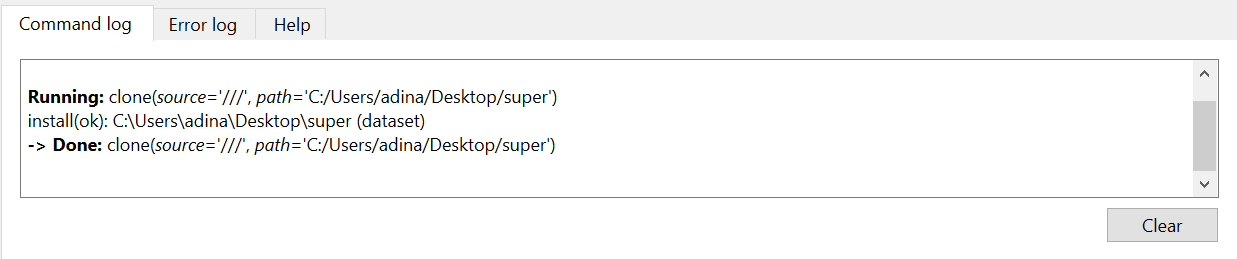 Command log
Error log
Help
Running: clone(source='///', path='C:/Users/adina/Desktop/super')
install(ok): C:\Users\adina\Desktop\super (dataset)
-> Done: clone(source='///', path='C:/Users/adina/Desktop/super')
Clear